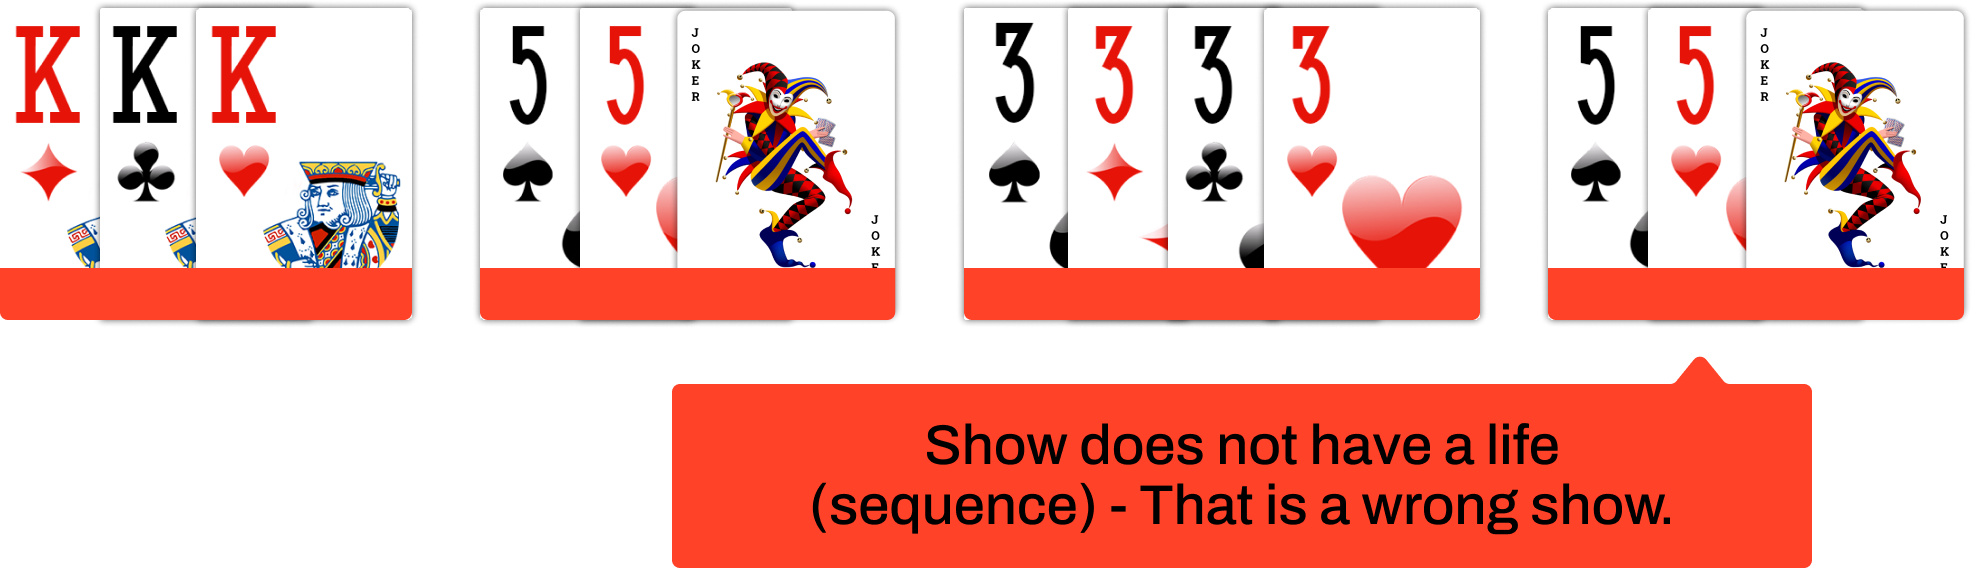 K K K 5 5 JOKER JOKE 3 3 3 3 5 5 JOKER JOKE
Show does not have a life
(sequence) - That is a wrong show.